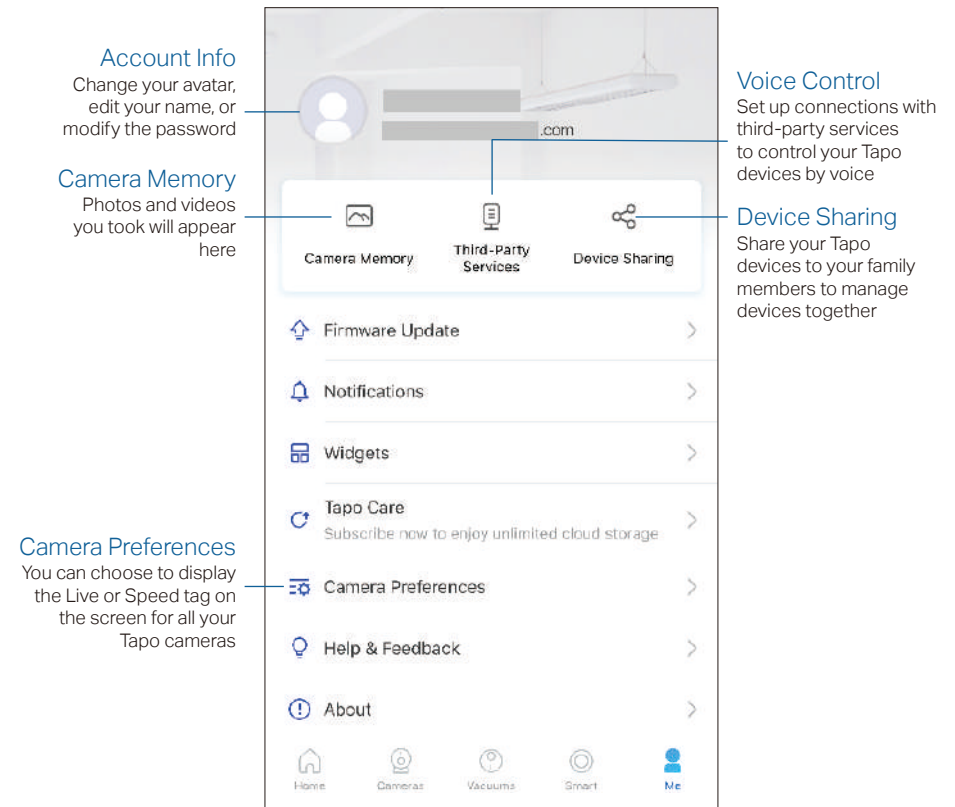 Account Info
Change your avatar,
edit your name, or
modify the password
Camera Memory
Photos and videos
you took will appear
here
.com
Voice Control
Set up connections with
third-party services
to control your Tapo
devices by voice
Device Sharing
Share your Tapo
devices to your family
members to manage
devices together
Camera Memory
Third-Party
Services
Device Sharing
Firmware Update
Notifications
Widgets
Tapo Care
Subscribe now to enjoy unlimited cloud storage
Camera Preferences
You can choose to display
the Live or Speed tag on
the screen for all your
Tapo cameras
Camera Preferences
Help & Feedback
About
Home
Cameras
Vacuums
Smart
Me